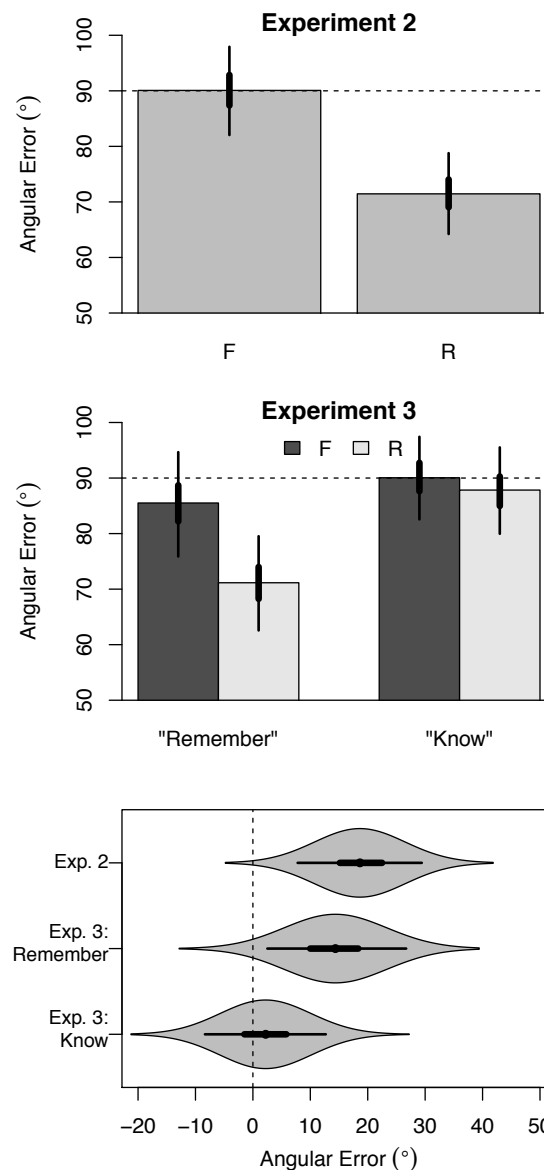 Experiment 2
Angular Error (°)
100
90
80
70
60
50
F
R
Experiment 3
F R
Angular Error (°)
100
90
80
70
60
50
"Remember"
"Know"
Exp. 2
Exp. 3:
Remember
Exp. 3:
Know
−20 −10 0 10 20 30 40 50
Angular Error (°)